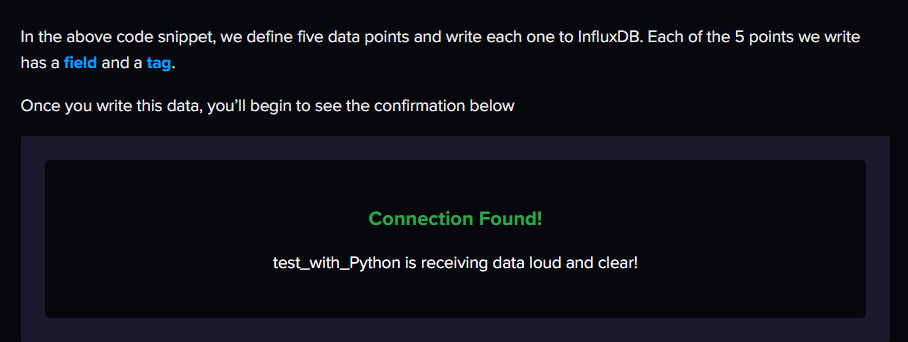 In the above code snippet, we define five data points and write each one to InfluxDB. Each of the 5 points we write
has a field and a tag.
Once you write this data, you’ll begin to see the confirmation below
Connection Found!
test_with_Python is receiving data loud and clear!